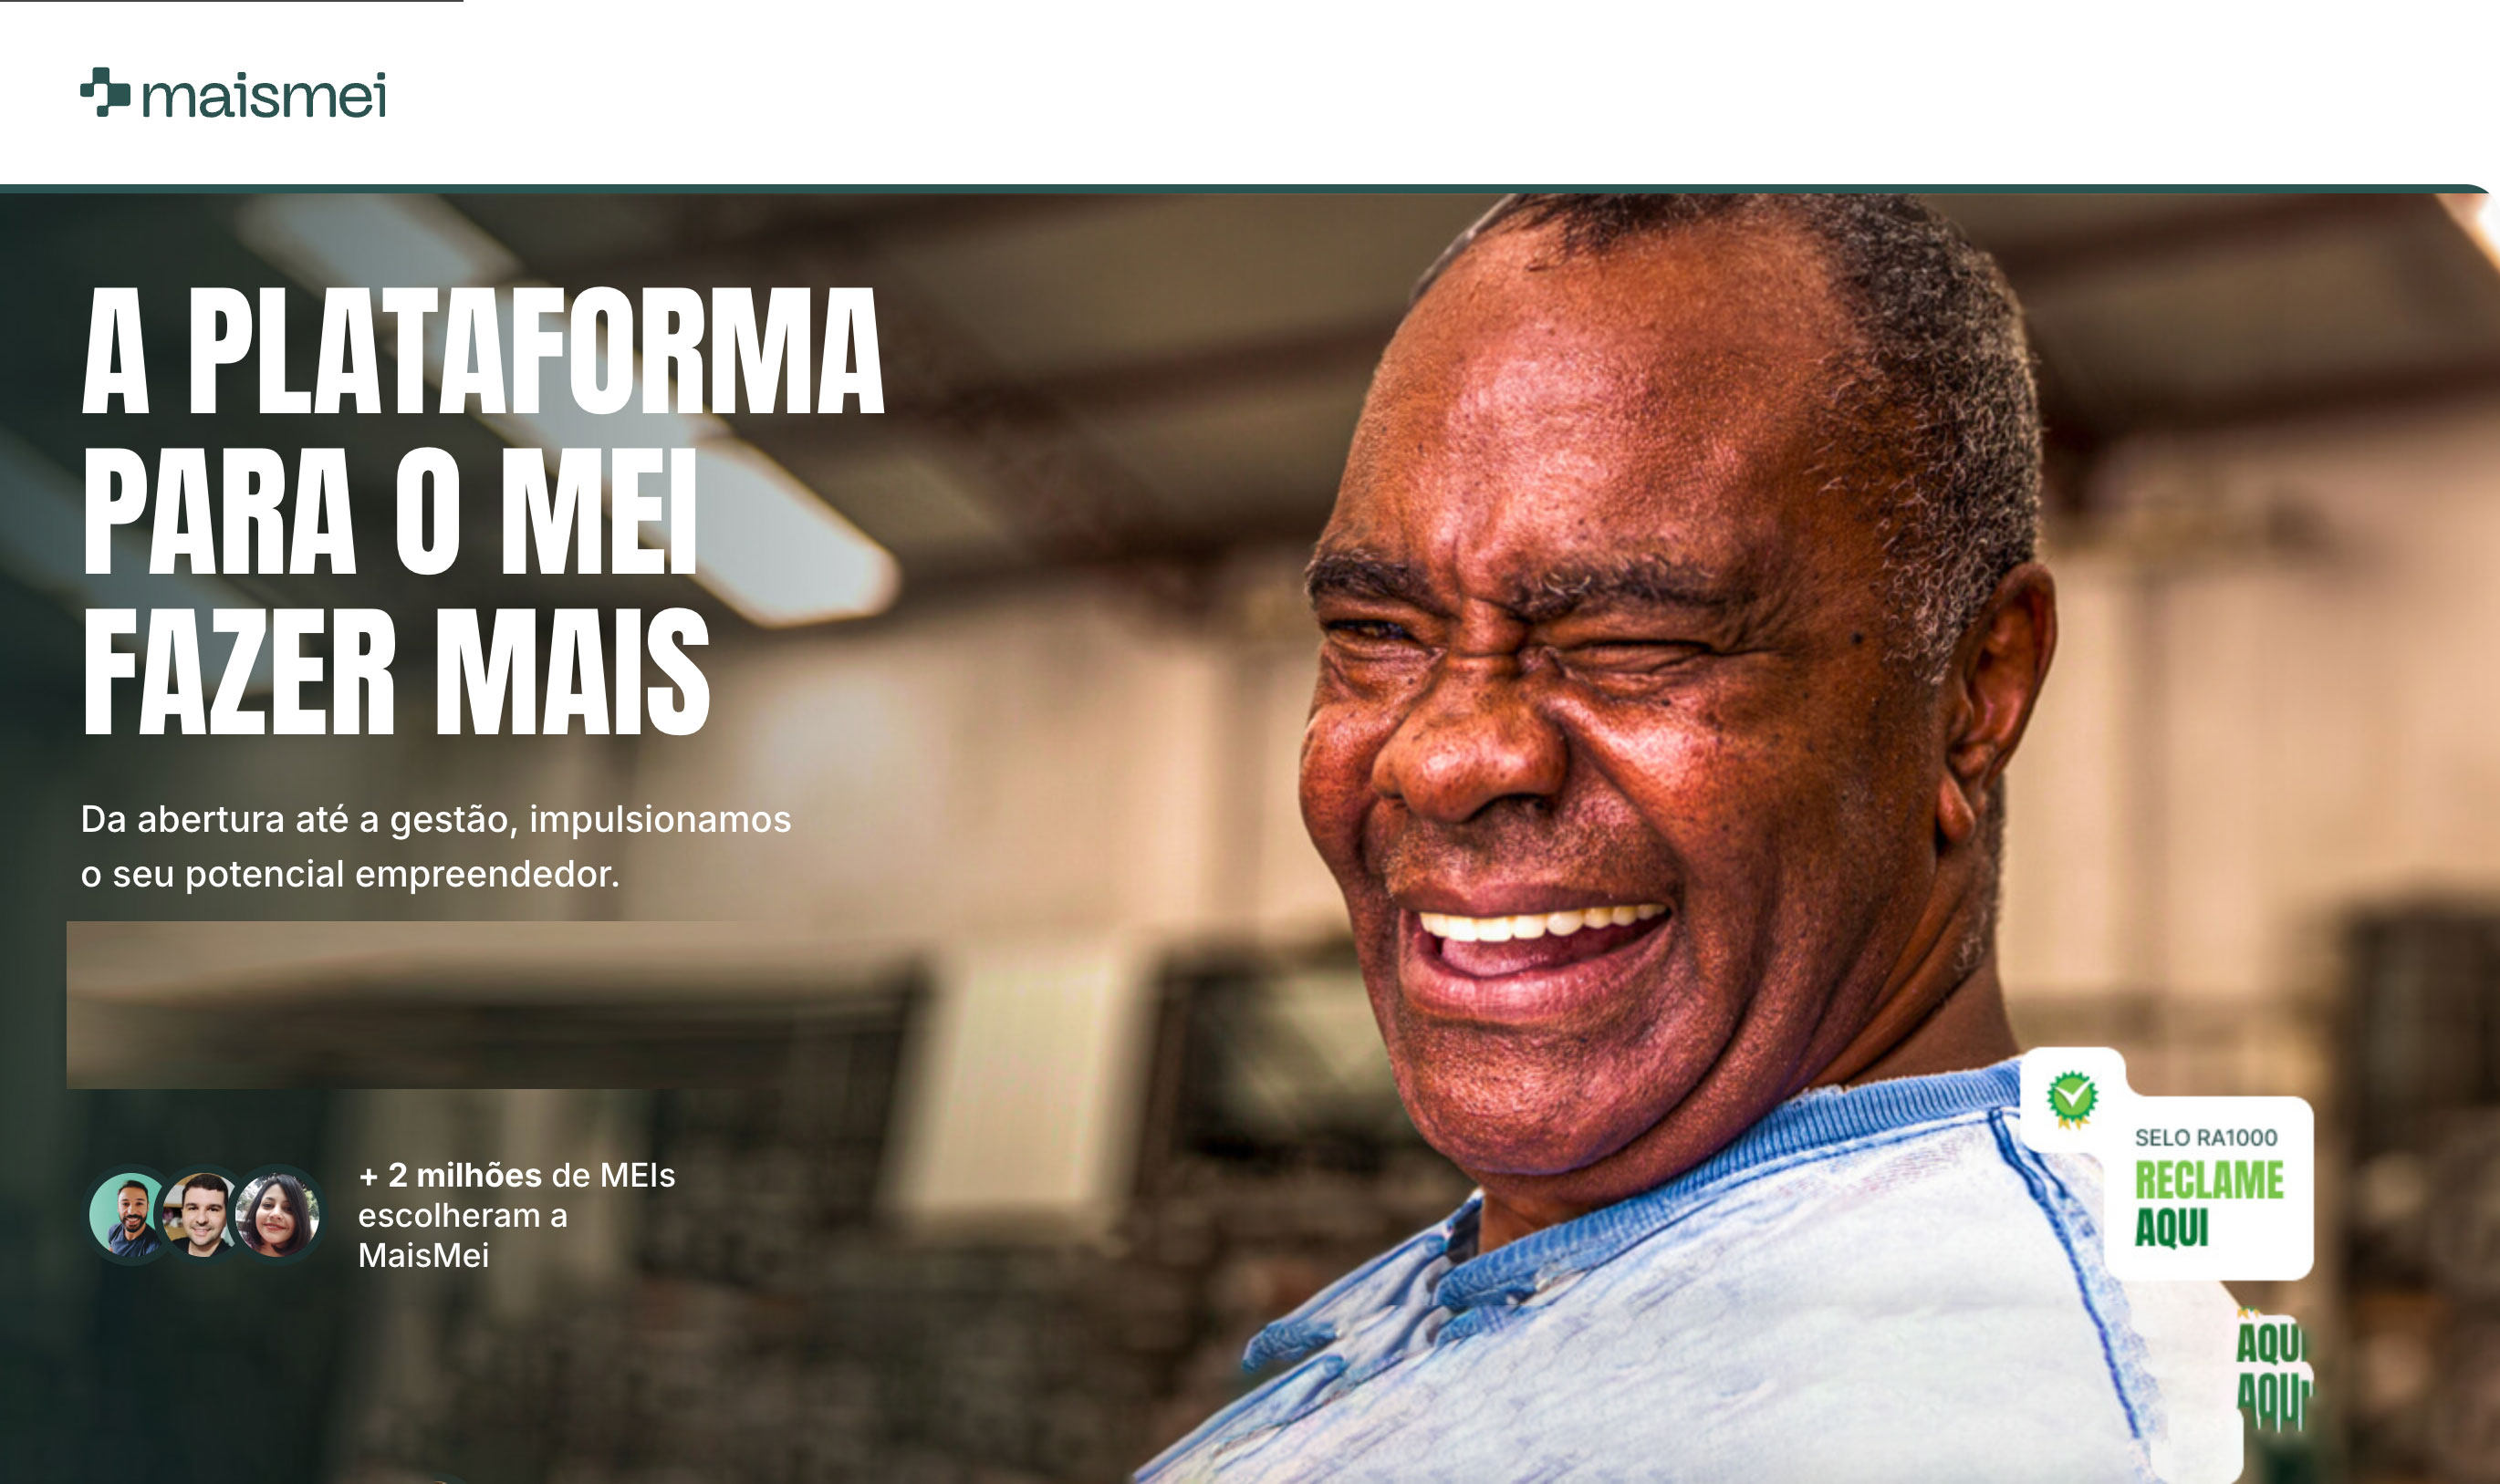 maismei
A PLATAFORMA
PARA O MEI
FAZER MAIS
Da abertura até a gestão, impulsionamos
o seu potencial empreendedor.
+ 2 milhões de MEIs
escolheram a
MaisMei
SELO RA1000
RECLAME
AQUI
AQUI
AQUI